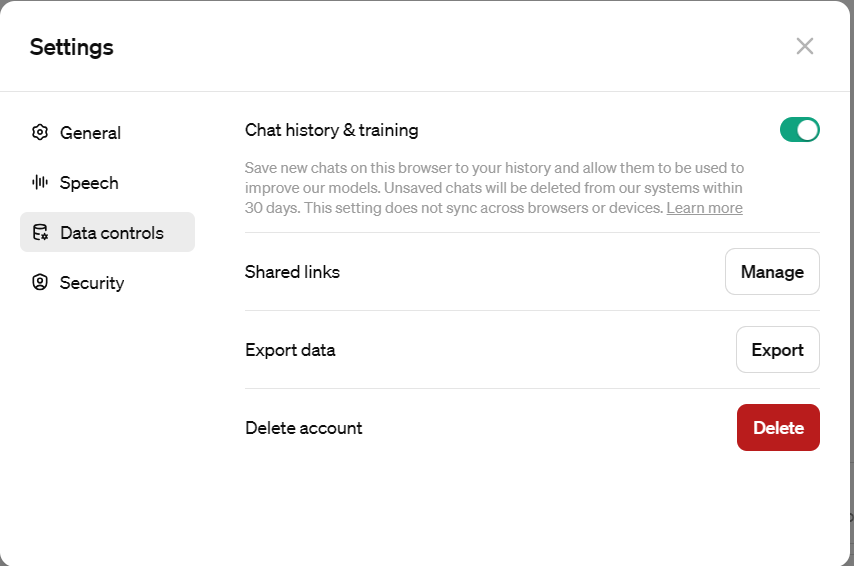 Settings
General
Speech
Data controls
Security
Chat history & training
Save new chats on this browser to your history and allow them to be used to
improve our models. Unsaved chats will be deleted from our systems within
30 days. This setting does not sync across browsers or devices. Learn more
Shared links
Manage
Export data
Export
Delete account
Delete